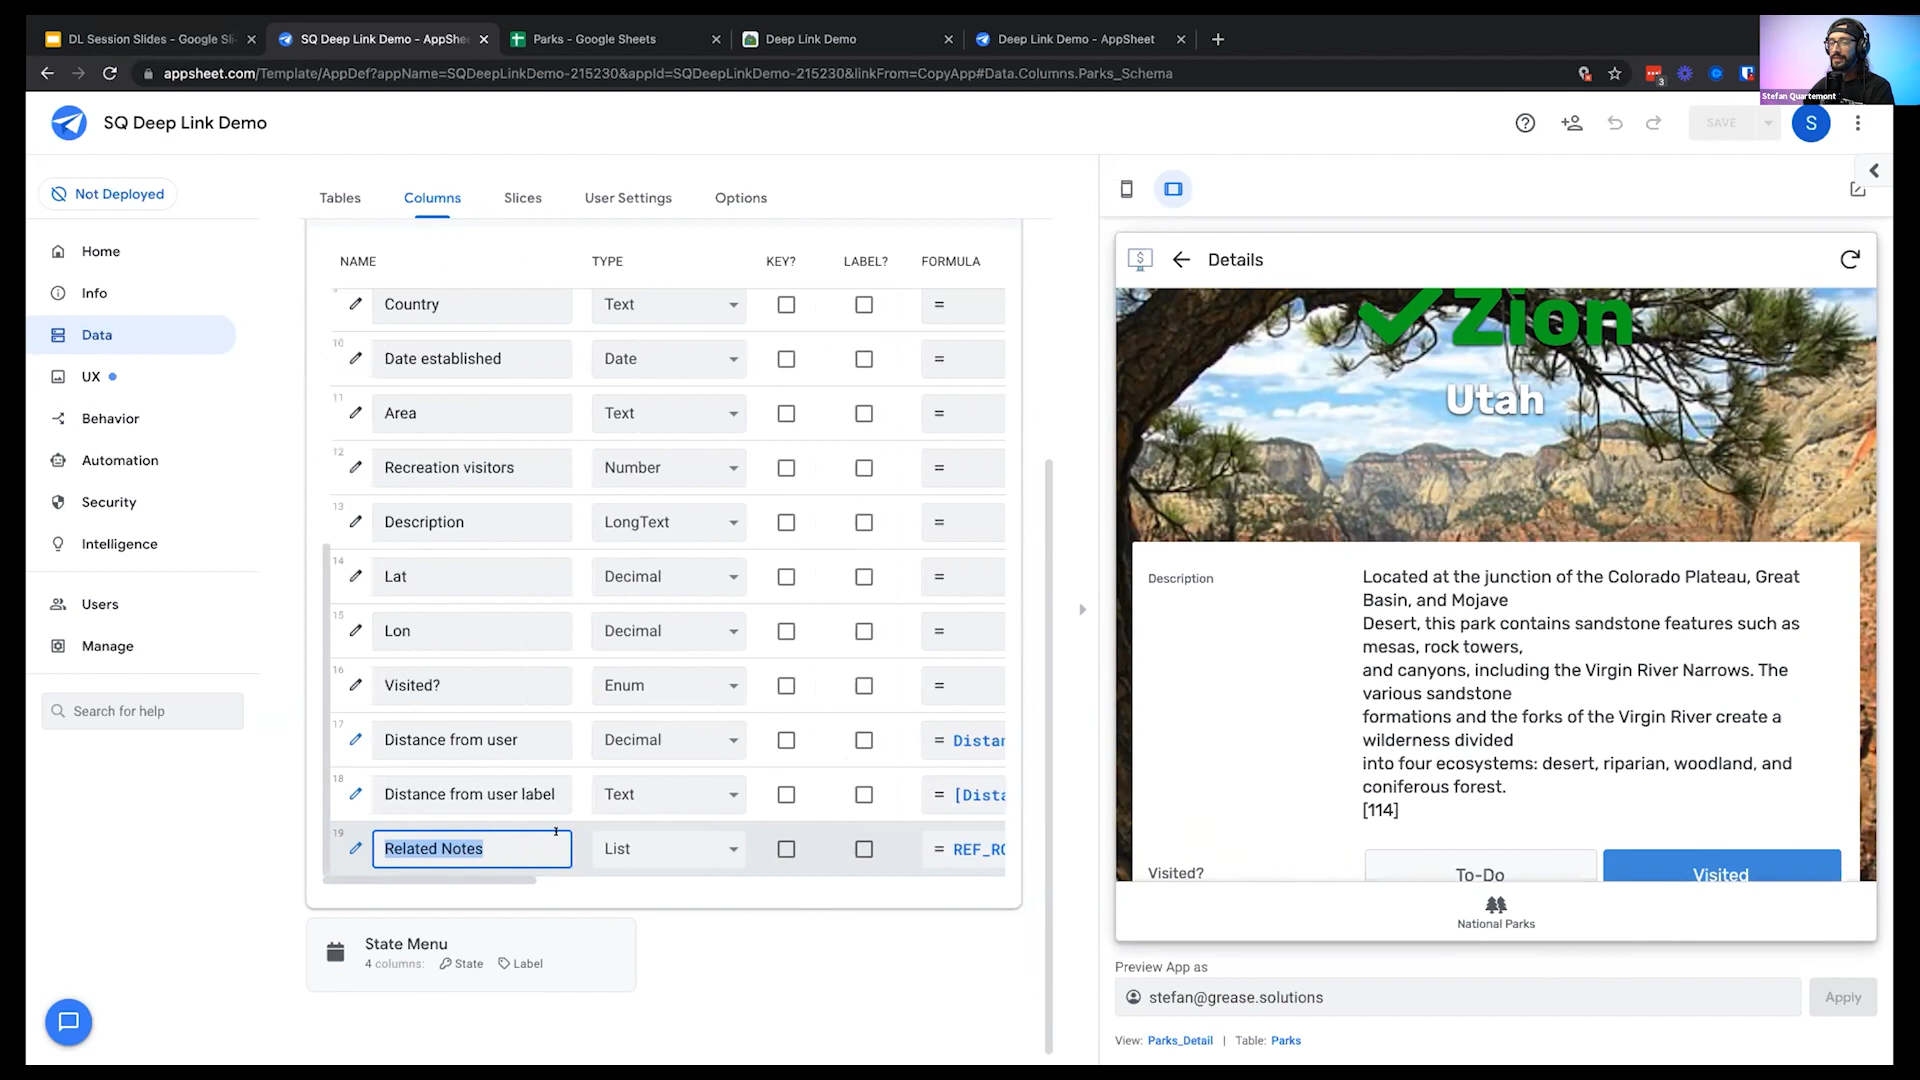 DL Session Slides - Google Sli
SQ Deep Link Demo - AppShe
Parks - Google Sheets
Deep Link Demo
Deep Link Demo - AppSheet
appsheet.com/Template/AppDef?appName=SQDeepLinkDemo-215230&appId=SQDeepLinkDemo-215230&linkFrom=CopyApp#Data.Columns.Parks_Schema
3
Stefan Quartemont
SQ Deep Link Demo
SAVE
S
Not Deployed
Home
Info
Data
UX
Behavior
Automation
Security
Intelligence
Users
Manage
Search for help
Tables
Columns
Slices
User Settings
Options
NAME
TYPE
KEY?
LABEL?
FORMULA
Country
Text
=
10
Date established
Date
=
11
Area
Text
=
12
Recreation visitors
Number
=
13
Description
LongText
=
14
Lat
Decimal
=
15
Lon
Decimal
=
16
Visited?
Enum
=
17
Distance from user
Decimal
= Distan
18
Distance from user label
Text
= [Dista
19
Related Notes
List
= REF_RO
State Menu
4 columns: State Label
$
Details
Zion
Utah
Description
Located at the junction of the Colorado Plateau, Great
Basin, and Mojave
Desert, this park contains sandstone features such as
mesas, rock towers,
and canyons, including the Virgin River Narrows. The
various sandstone
formations and the forks of the Virgin River create a
wilderness divided
into four ecosystems: desert, riparian, woodland, and
coniferous forest.
[114]
Visited?
To-Do
Visited
National Parks
Preview App as
stefan@grease.solutions
Apply
View: Parks_Detail | Table: Parks